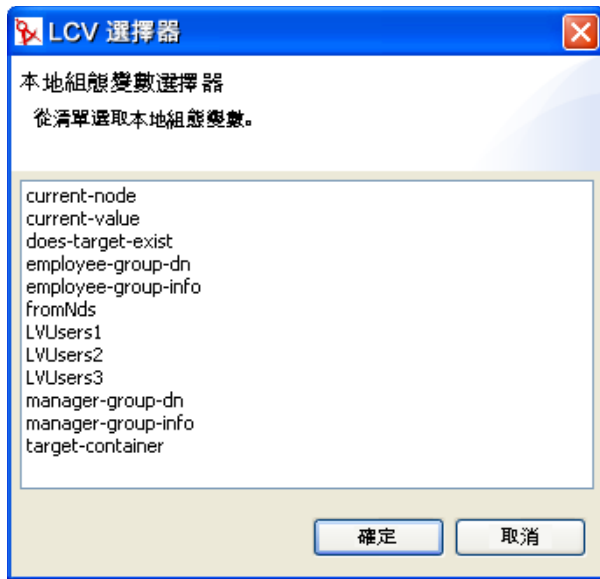 LCV 選擇器
本地組態變數選擇器
從清單選取本地組態變數。
current-node
current-value
does-target-exist
employee-group-dn
employee-group-info
fromNds
LVUsers1
LVUsers2
LVUsers3
manager-group-dn
manager-group-info
target-container
確定 取消